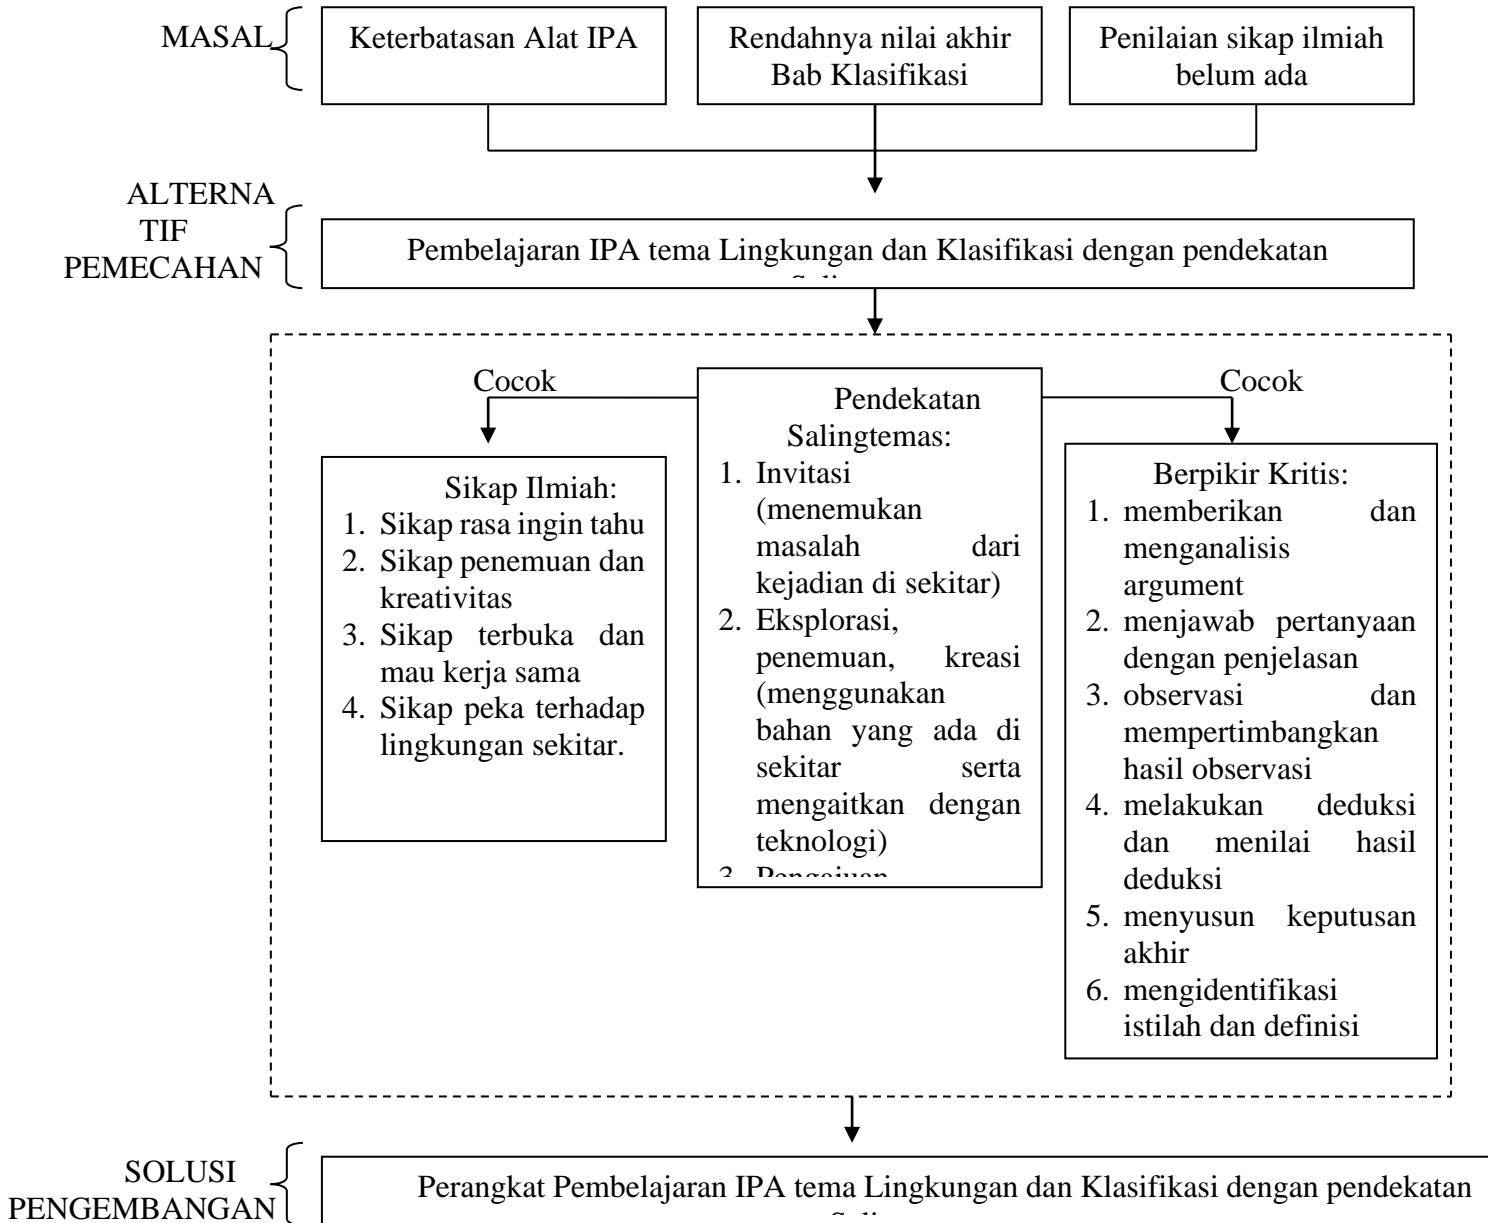 MASAL
Keterbatasan Alat IPA
Rendahnya nilai akhir
Bab Klasifikasi
Penilaian sikap ilmiah
belum ada
ALTERNA
TIF
PEMECAHAN
Pembelajaran IPA tema Lingkungan dan Klasifikasi dengan pendekatan
Cocok
Cocok
Sikap Ilmiah:
1. Sikap rasa ingin tahu
2. Sikap penemuan dan
kreativitas
3. Sikap terbuka dan
mau kerja sama
4. Sikap peka terhadap
lingkungan sekitar.
Pendekatan
Salingtemas:
1. Invitasi
(menemukan
masalah dari
kejadian di sekitar)
2. Eksplorasi,
penemuan, kreasi
(menggunakan
bahan yang ada di
sekitar serta
mengaitkan dengan
teknologi)
3. Pengajuan
Berpikir Kritis:
1. memberikan dan
menganalisis
argument
2. menjawab pertanyaan
dengan penjelasan
3. observasi dan
mempertimbangkan
hasil observasi
4. melakukan deduksi
dan menilai hasil
deduksi
5. menyusun keputusan
akhir
6. mengidentifikasi
istilah dan definisi
SOLUSI
PENGEMBANGAN
Perangkat Pembelajaran IPA tema Lingkungan dan Klasifikasi dengan pendekatan